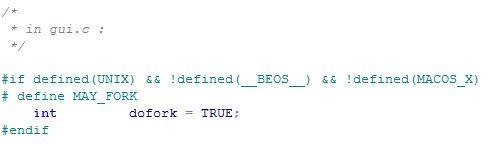 /*
 * in gui.c :
 */

#if defined(UNIX) && !defined(__BEOS__) && !defined(MACOS_X)
# define MAY_FORK
    int         dofork = TRUE;
#endif